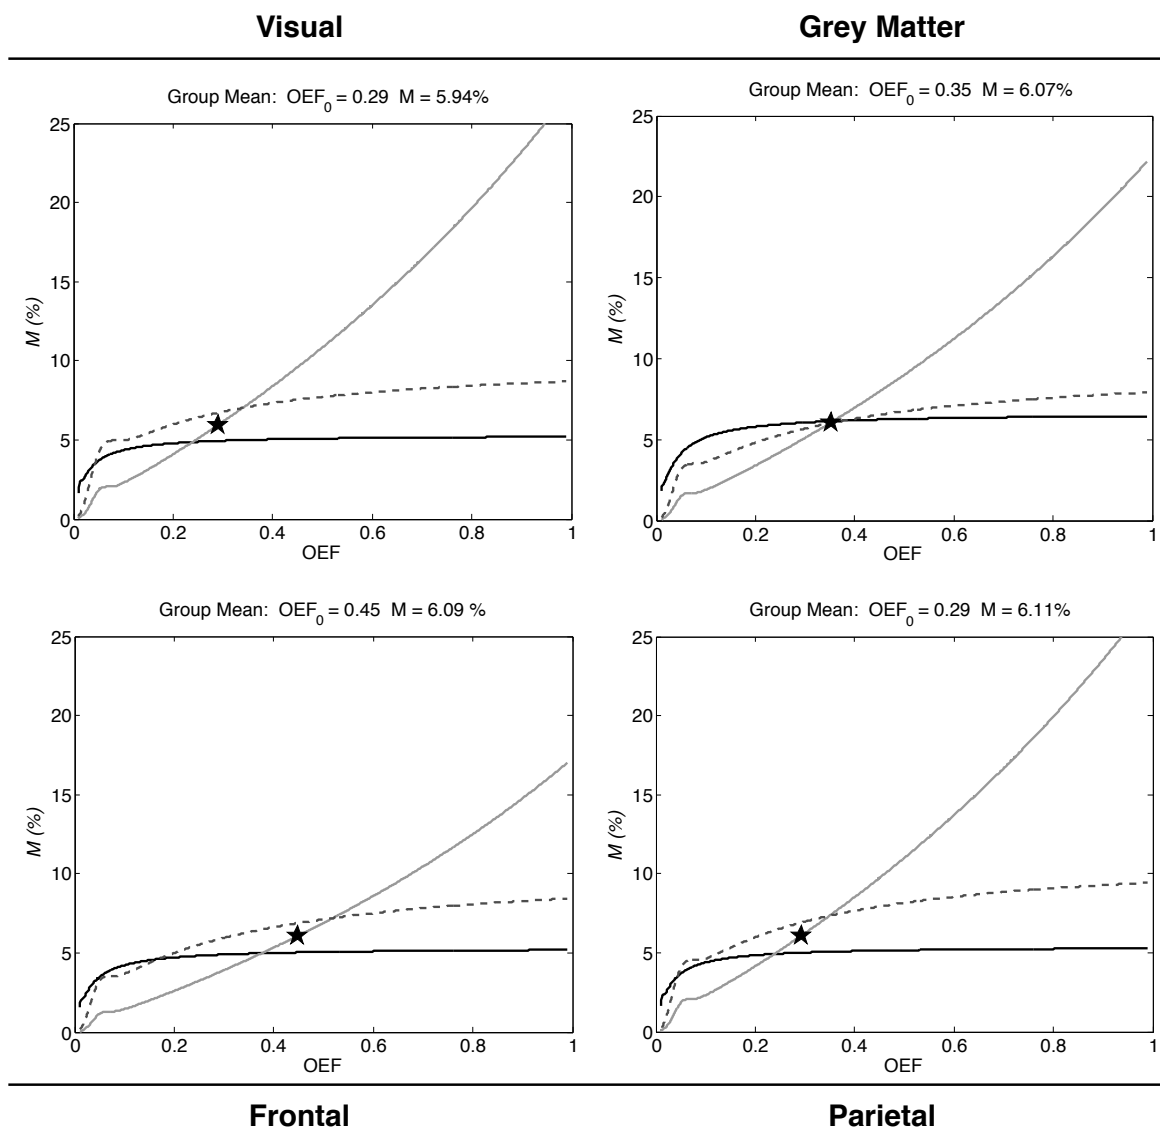 Visual
Grey Matter
Group Mean: OEF0 = 0.29 M = 5.94%
25
20
15
10
5
0
M (%)
0 0.2 0.4 0.6 0.8 1
OEF
Group Mean: OEF0 = 0.35 M = 6.07%
25
20
15
10
5
0
M (%)
0 0.2 0.4 0.6 0.8 1
OEF
Group Mean: OEF0 = 0.45 M = 6.09 %
25
20
15
10
5
0
M (%)
0 0.2 0.4 0.6 0.8 1
OEF
Group Mean: OEF0 = 0.29 M = 6.11%
25
20
15
10
5
0
M (%)
0 0.2 0.4 0.6 0.8 1
OEF
Frontal
Parietal